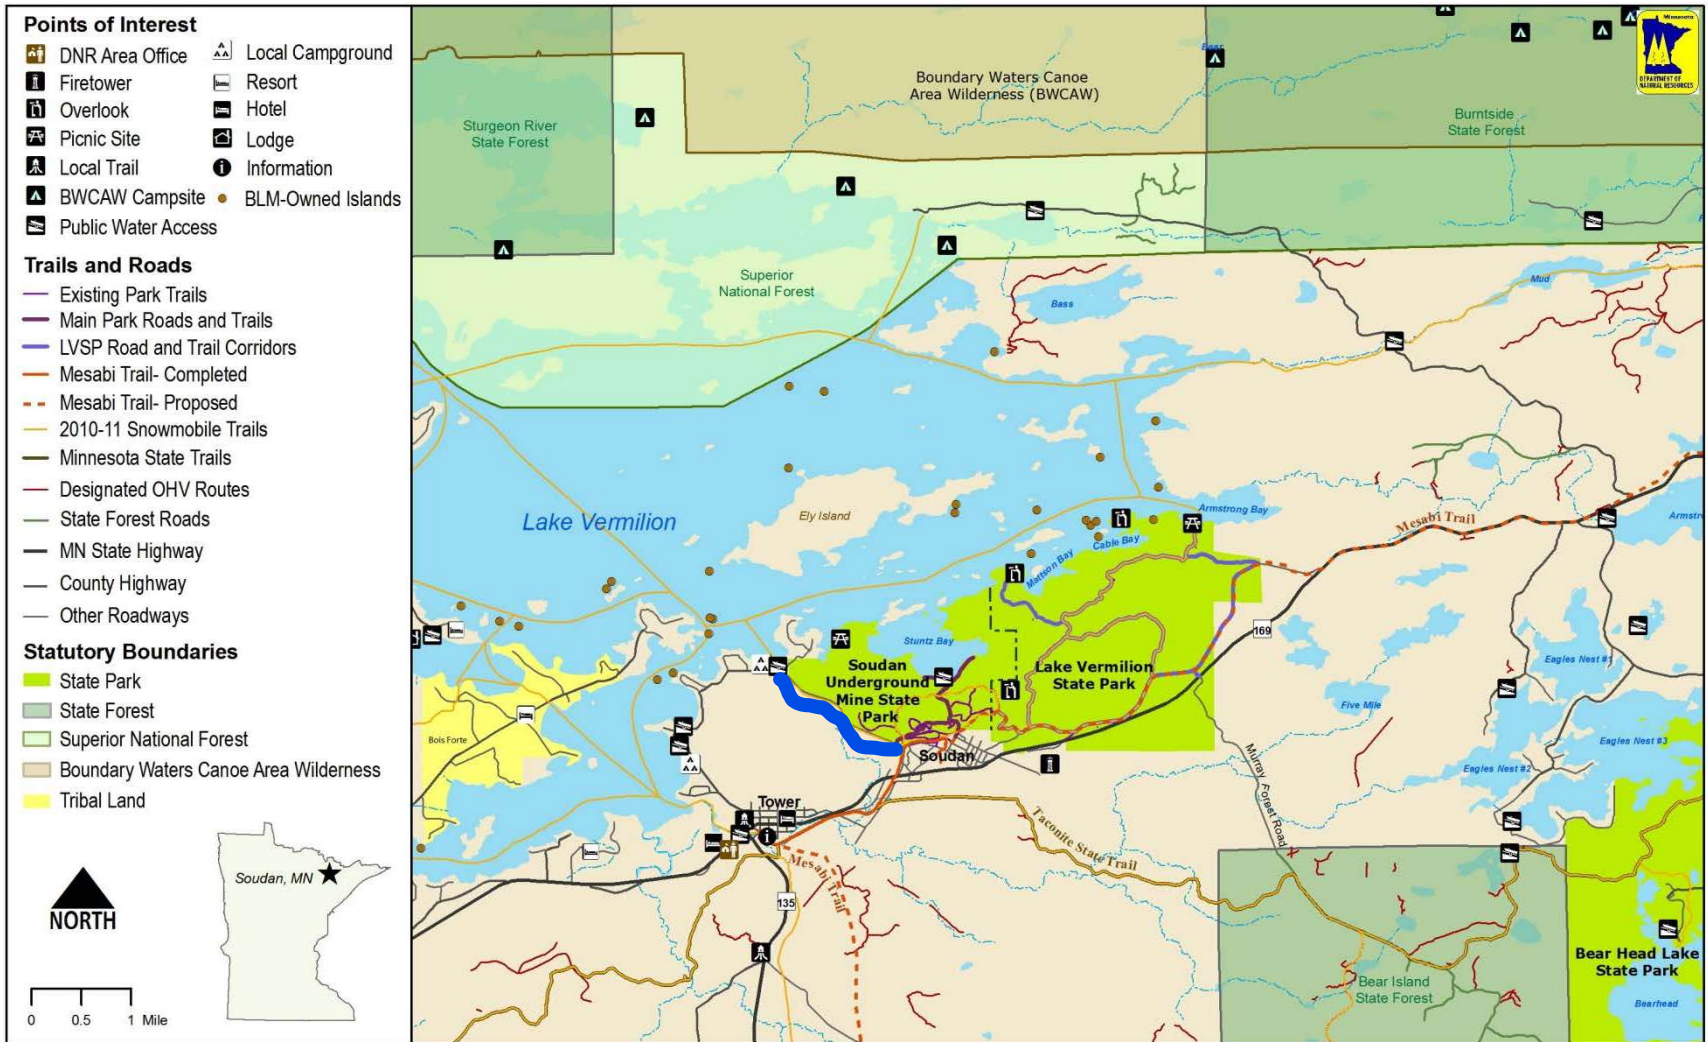 Points of Interest
DNR Area Office
Firetower
Overlook
Picnic Site
Local Trail
BWCAW Campsite
Public Water Access
Local Campground
Resort
Hotel
Lodge
Information
BLM-Owned Islands
Trails and Roads
Existing Park Trails
Main Park Roads and Trails
LVSP Road and Trail Corridors
Mesabi Trail- Completed
Mesabi Trail- Proposed
2010-11 Snowmobile Trails
Minnesota State Trails
Designated OHV Routes
State Forest Roads
MN State Highway
County Highway
Other Roadways
Statutory Boundaries
State Park
State Forest
Superior National Forest
Boundary Waters Canoe Area Wilderness
Tribal Land
Soudan, MN
NORTH
0 0.5 1 Mile
Minnesota
DEPARTMENT OF
NATURAL RESOURCES
Bear
Boundary Waters Canoe
Area Wilderness (BWCAW)
Sturgeon River
State Forest
Burntside
State Forest
Superior
National Forest
Bass
Mud
Lake Vermilion
Ely Island
Armstrong Bay
Cable Bay
Mattson Bay
Mesabi Trail
Stuntz Bay
169
Soudan
Underground
Mine State
Park
Lake Vermilion
State Park
Eagles Nest #1
Five Mile
Bois Forte
Soudan
Eagles Nest #3
Eagles Nest #2
Murray Forest Road
Tower
Taconite State Trail
Mesabi Trail
135
Bear Head Lake
State Park
Bear Island
State Forest
Bearhead